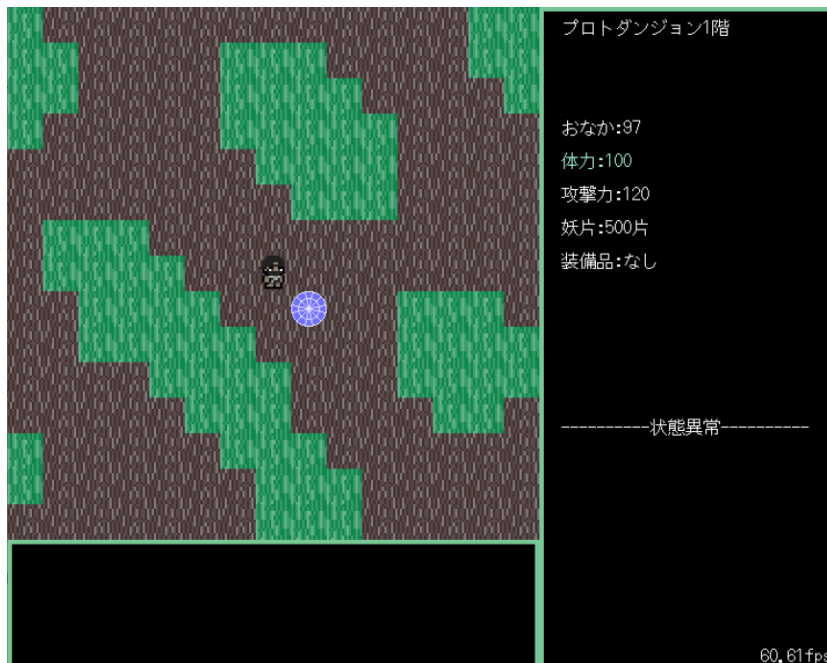 プロトダンジョン1階
おなか:97
体力:100
攻撃力:120
妖片:500片
装備品:なし
----------状態異常----------
60.61fps